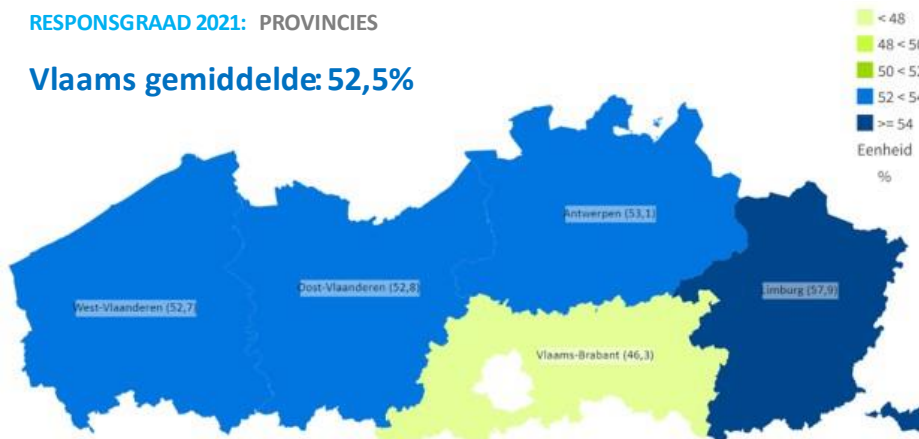 RESPONSGRAAD 2021: PROVINCIES
Vlaams gemiddelde: 52,5%
< 48
48 < 50
50 < 52
52 < 54
>= 54
Eenheid
%
Antwerpen (53,1)
Oost-Vlaanderen (52,8)
Limburg (57,9)
West-Vlaanderen (52,7)
Vlaams-Brabant (46,3)